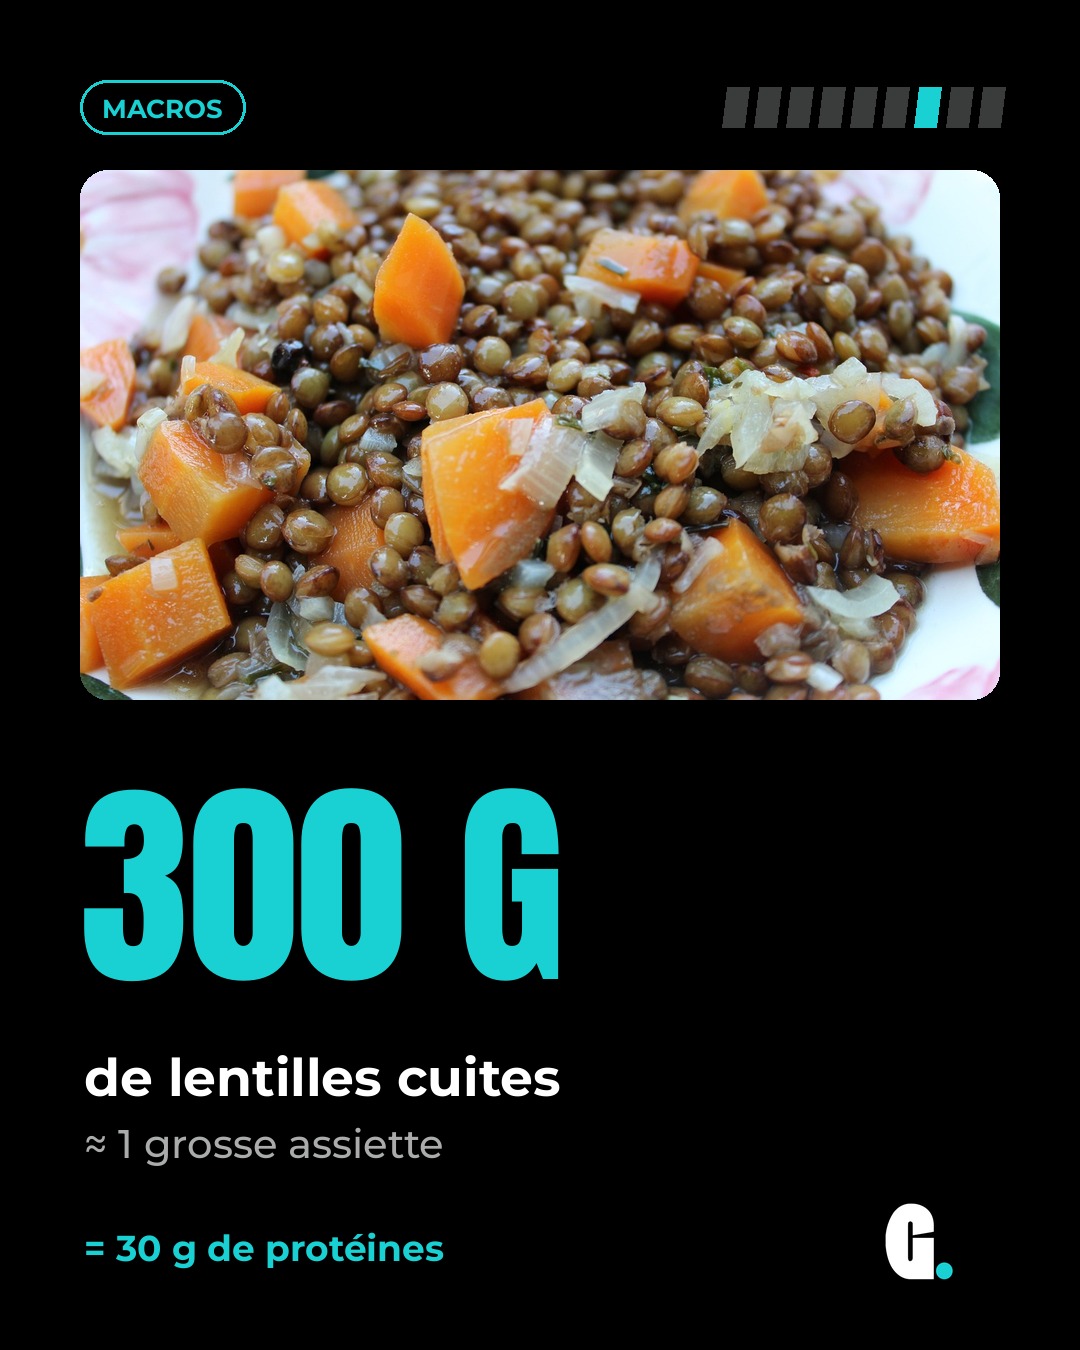 MACROS
300 G
de lentilles cuites
≈ 1 grosse assiette
= 30 g de protéines
G.